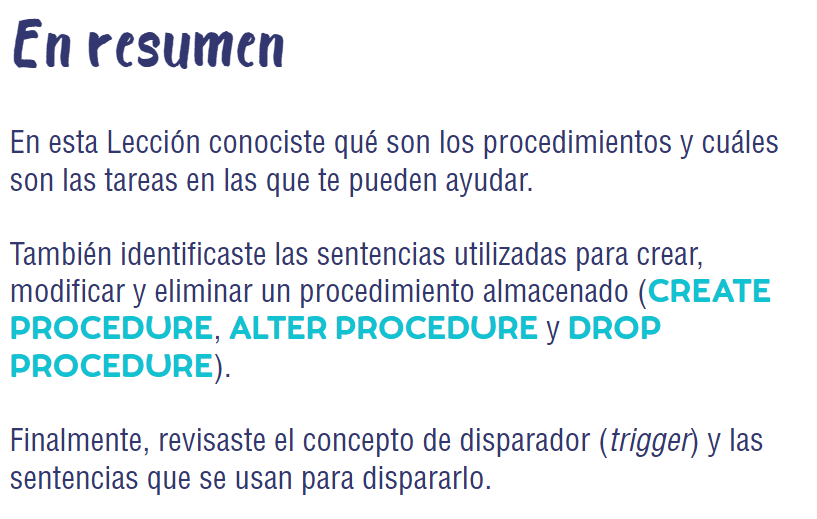 En resumen
En esta Lección conociste qué son los procedimientos y cuáles
son las tareas en las que te pueden ayudar.
También identificaste las sentencias utilizadas para crear,
modificar y eliminar un procedimiento almacenado (CREATE
PROCEDURE, ALTER PROCEDURE y DROP
PROCEDURE).
Finalmente, revisaste el concepto de disparador (trigger) y las
sentencias que se usan para dispararlo.